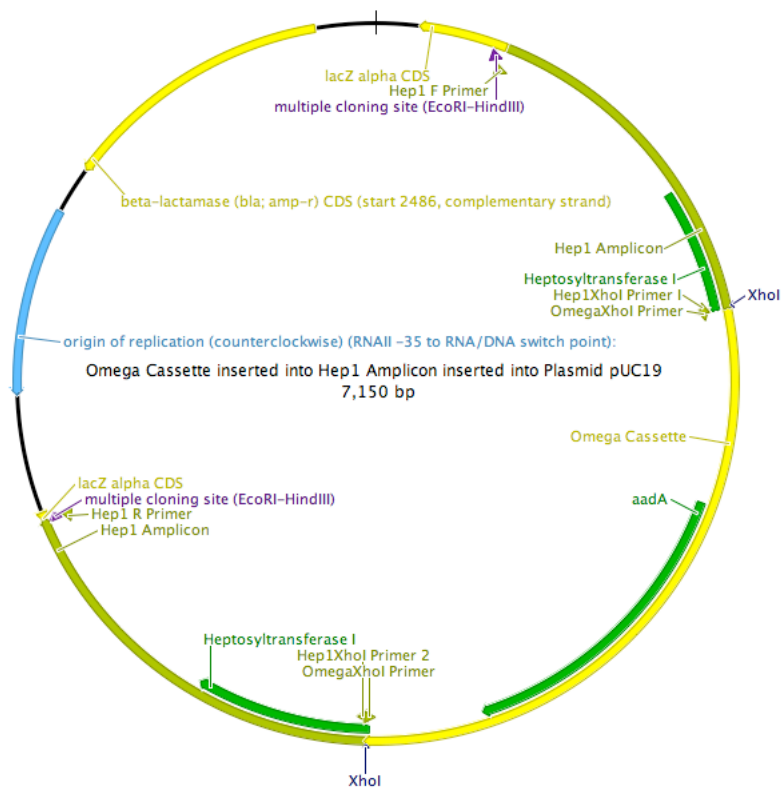 lacZ alpha CDS
Hep1 F Primer
multiple cloning site (EcoRI-HindIII)
beta-lactamase (bla; amp-r) CDS (start 2486, complementary strand)
Hep1 Amplicon
Heptosyltransferase I
Hep1XhoI Primer I
XhoI
OmegaXhoI Primer
origin of replication (counterclockwise) (RNAII -35 to RNA/DNA switch point):
Omega Cassette inserted into Hep1 Amplicon inserted into Plasmid pUC19
7,150 bp
Omega Cassette
lacZ alpha CDS
multiple cloning site (EcoRI-HindIII)
aadA
Hep1 R Primer
Hep1 Amplicon
Heptosyltransferase I
Hep1XhoI Primer 2
OmegaXhoI Primer
XhoI